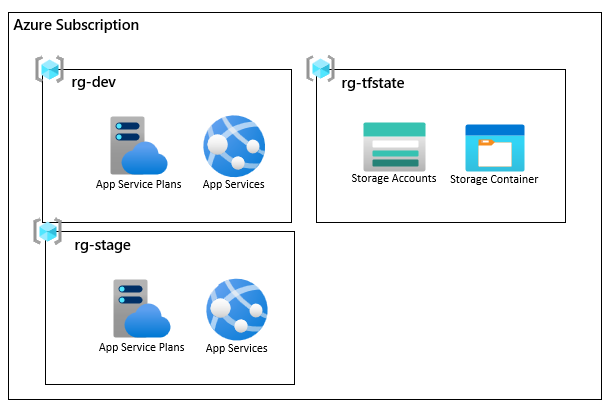 Azure Subscription
rg-dev
App Service Plans
App Services
rg-tfstate
Storage Accounts
Storage Container
rg-stage
App Service Plans
App Services